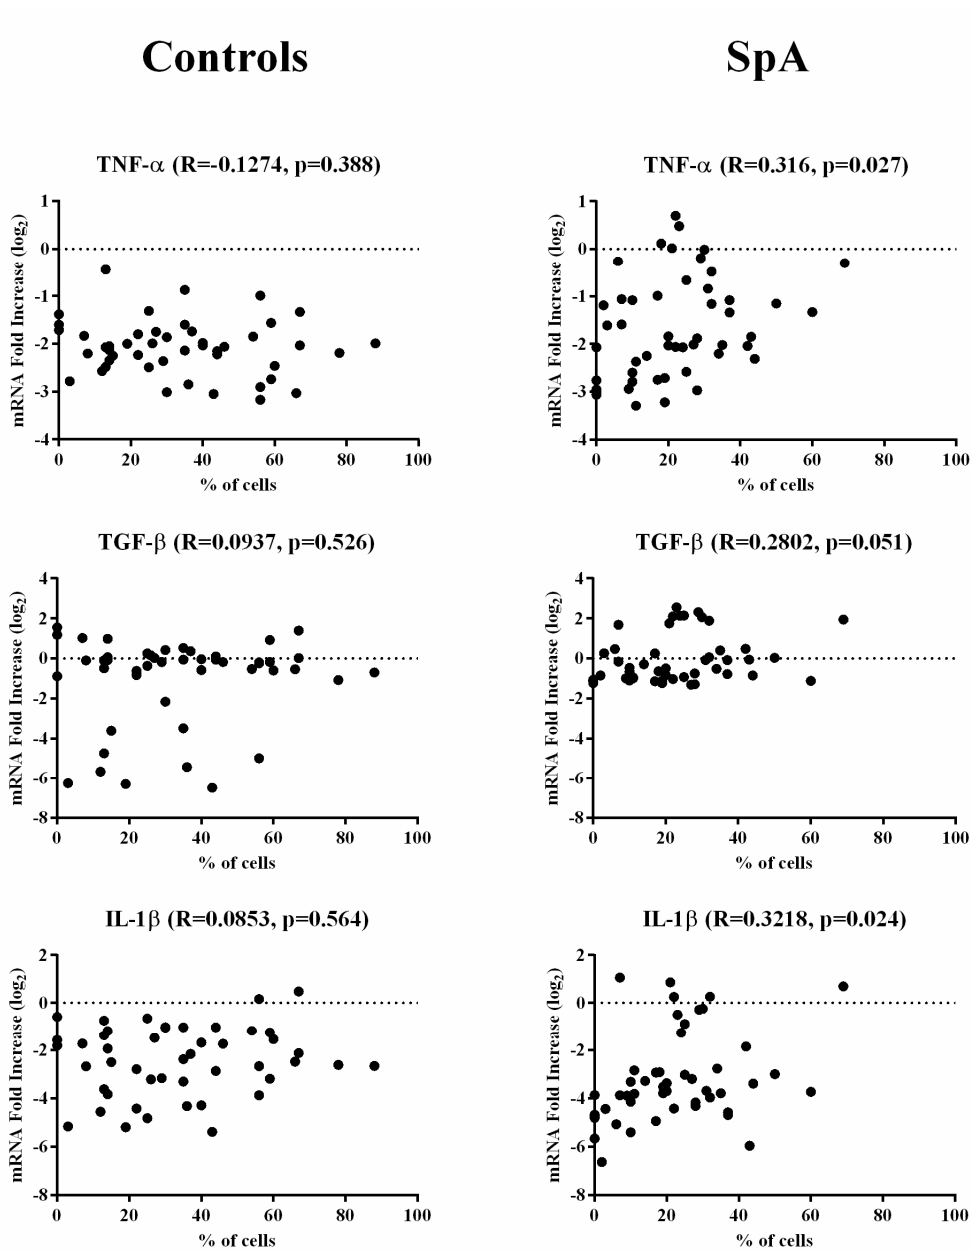 Controls SpA
TNF-α (R=-0.1274, p=0.388)
mRNA Fold Increase (log2)
1
0
-1
-2
-3
-4
0 20 40 60 80 100
% of cells
TNF-α (R=0.316, p=0.027)
mRNA Fold Increase (log2)
1
0
-1
-2
-3
-4
0 20 40 60 80 100
% of cells
TGF-β (R=0.0937, p=0.526)
mRNA Fold Increase (log2)
4
2
0
-2
-4
-6
-8
0 20 40 60 80 100
% of cells
TGF-β (R=0.2802, p=0.051)
mRNA Fold Increase (log2)
4
2
0
-2
-4
-6
-8
0 20 40 60 80 100
% of cells
IL-1β (R=0.0853, p=0.564)
mRNA Fold Increase (log2)
2
0
-2
-4
-6
-8
0 20 40 60 80 100
% of cells
IL-1β (R=0.3218, p=0.024)
mRNA Fold Increase (log2)
2
0
-2
-4
-6
-8
0 20 40 60 80 100
% of cells